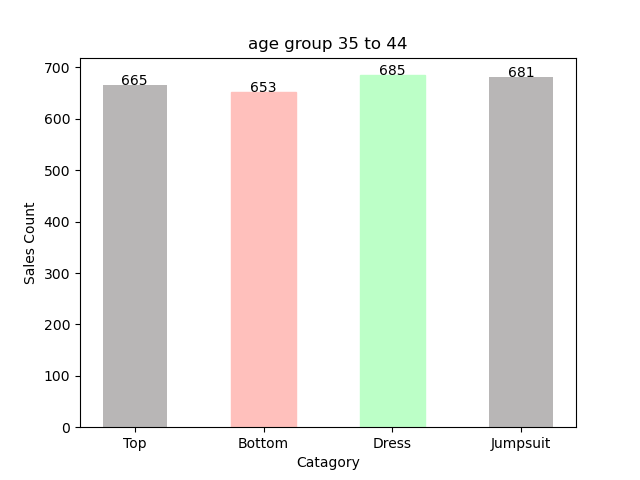 age group 35 to 44
Sales Count
700
600
500
400
300
200
100
0
665
653
685
681
Top
Bottom
Dress
Jumpsuit
Catagory